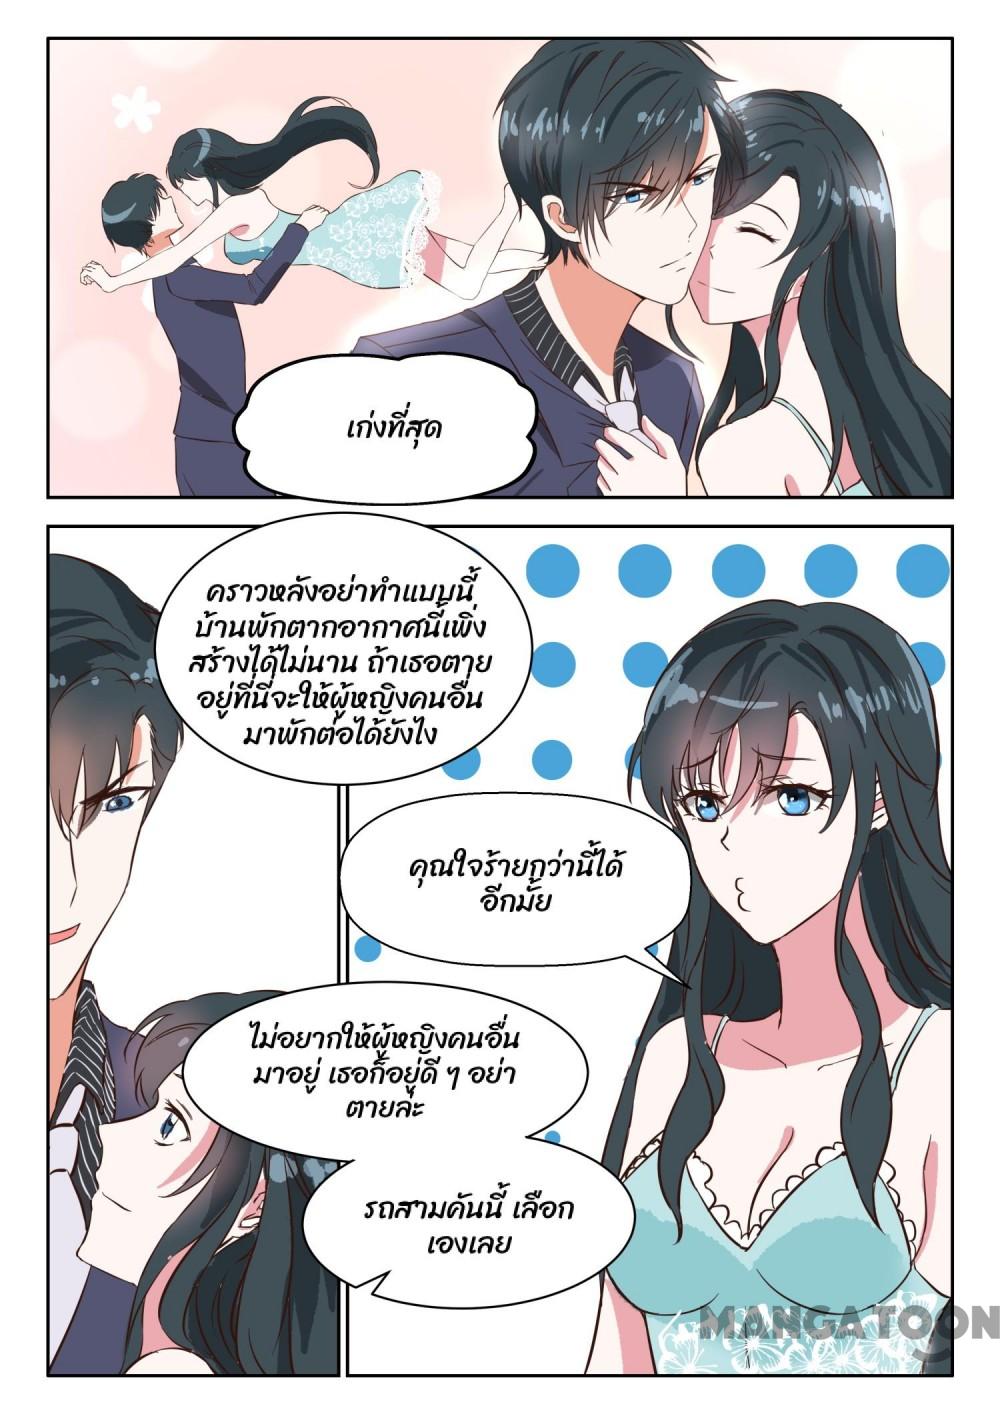 เก่งที่สุด
คราวหลังอย่าทำแบบนี้
บ้านพักตากอากาศนี้เพิ่ง
สร้างได้ไม่นาน ถ้าเธอตาย
อยู่ที่นี่จะให้ผู้หญิงคนอื่น
มาพักต่อได้ยังไง
คุณใจร้ายกว่านี้ได้
อีกมั้ย
ไม่อยากให้ผู้หญิงคนอื่น
มาอยู่ เธอก็อยู่ดี ๆ อย่า
ตายล่ะ
รถสามคันนี้ เลือก
เองเลย
MANGATOON